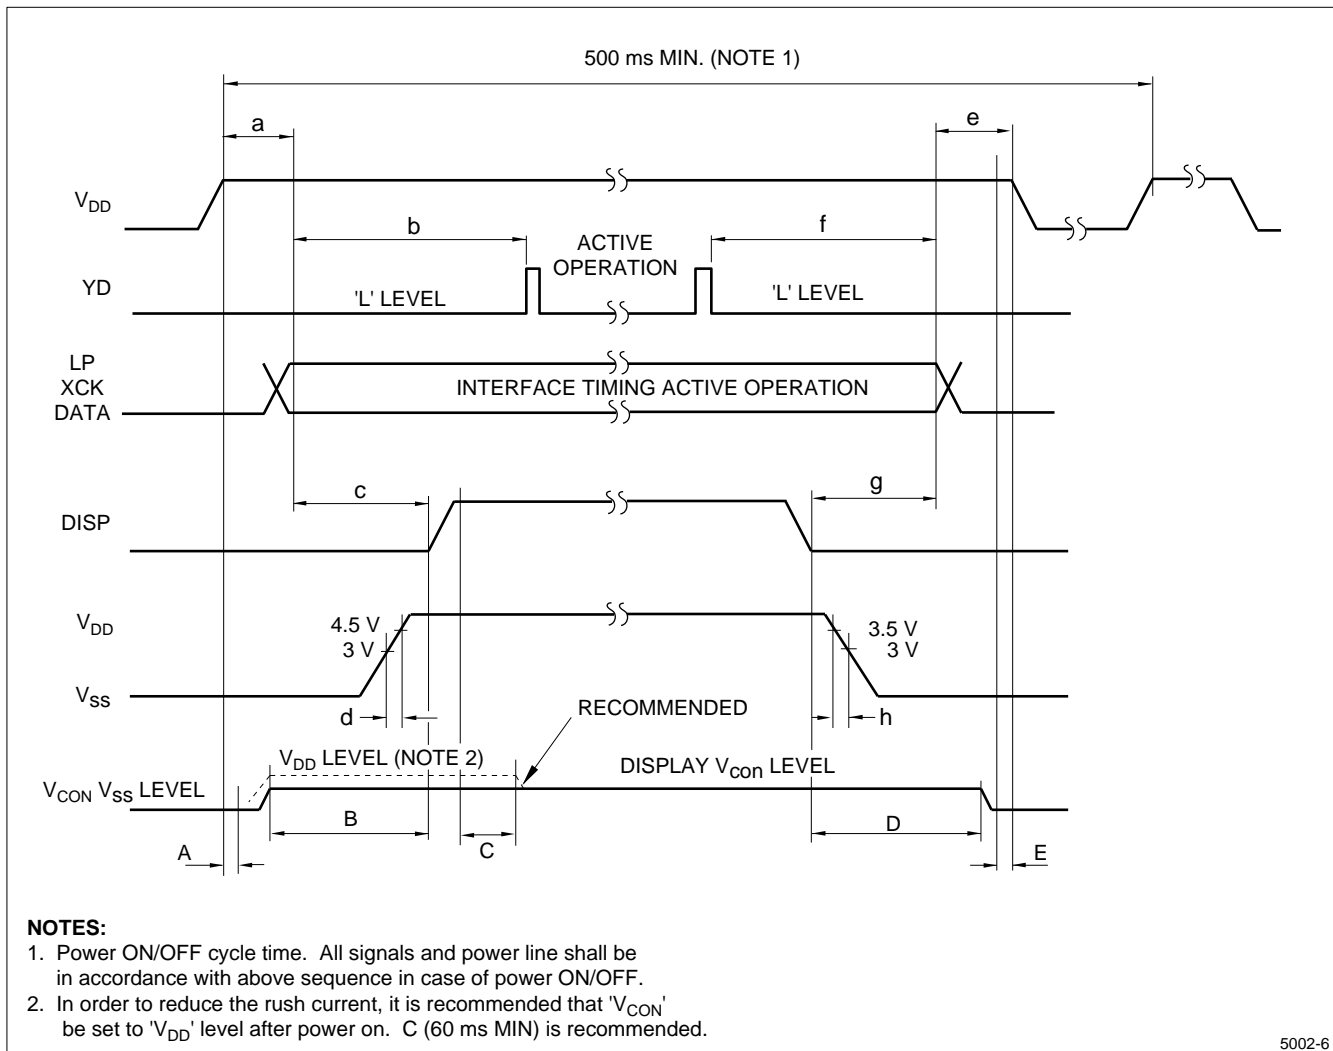 500 ms MIN. (NOTE 1)
a
e
VDD
b
f
ACTIVE
OPERATION
YD
'L' LEVEL
'L' LEVEL
LP
XCK
DATA
INTERFACE TIMING ACTIVE OPERATION
c
g
DISP
VDD
4.5 V
3 V
3.5 V
3 V
VSS
d
h
RECOMMENDED
VDD LEVEL (NOTE 2)
DISPLAY Vcon LEVEL
VCON VSS LEVEL
B
C
D
A
E
NOTES:
1. Power ON/OFF cycle time. All signals and power line shall be
in accordance with above sequence in case of power ON/OFF.
2. In order to reduce the rush current, it is recommended that 'VCON'
be set to 'VDD' level after power on. C (60 ms MIN) is recommended.
5002-6